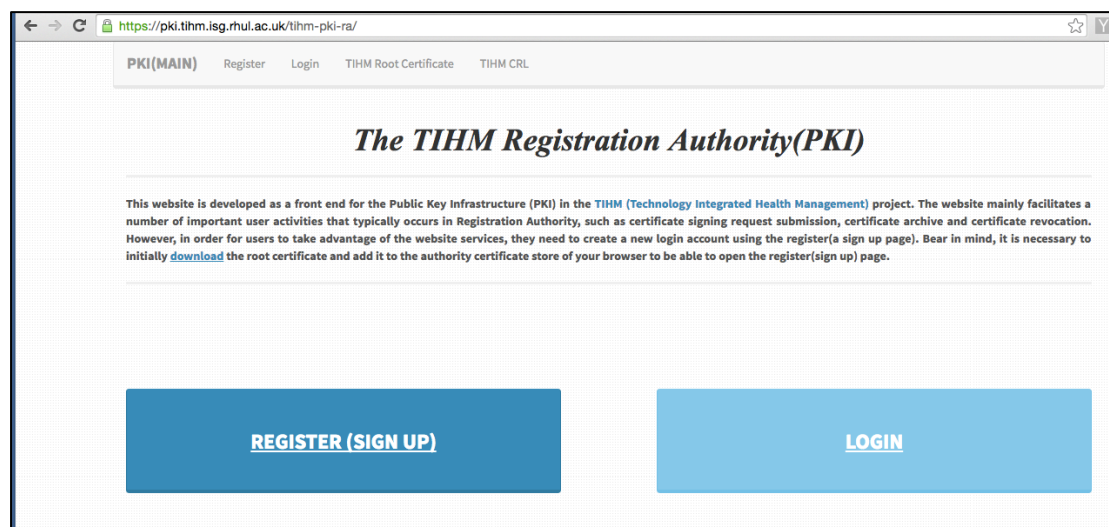 https://pki.tihm.isg.rhul.ac.uk/tihm-pki-ra/
PKI(MAIN) Register Login TIHM Root Certificate TIHM CRL
The TIHM Registration Authority(PKI)
This website is developed as a front end for the Public Key Infrastructure (PKI) in the TIHM (Technology Integrated Health Management) project. The website mainly facilitates a
number of important user activities that typically occurs in Registration Authority, such as certificate signing request submission, certificate archive and certificate revocation.
However, in order for users to take advantage of the website services, they need to create a new login account using the register(a sign up page). Bear in mind, it is necessary to
initially download the root certificate and add it to the authority certificate store of your browser to be able to open the register(sign up) page.
REGISTER (SIGN UP) LOGIN